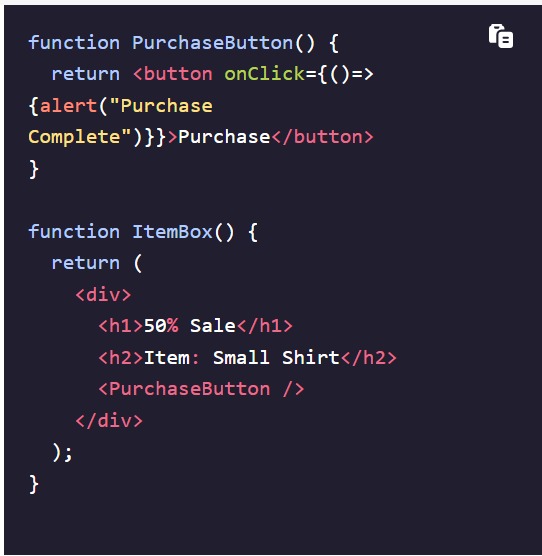 function PurchaseButton() {
  return <button onClick={()=>
{alert("Purchase
Complete")}}>Purchase</button>
}

function ItemBox() {
  return (
    <div>
      <h1>50% Sale</h1>
      <h2>Item: Small Shirt</h2>
      <PurchaseButton />
    </div>
  );
}